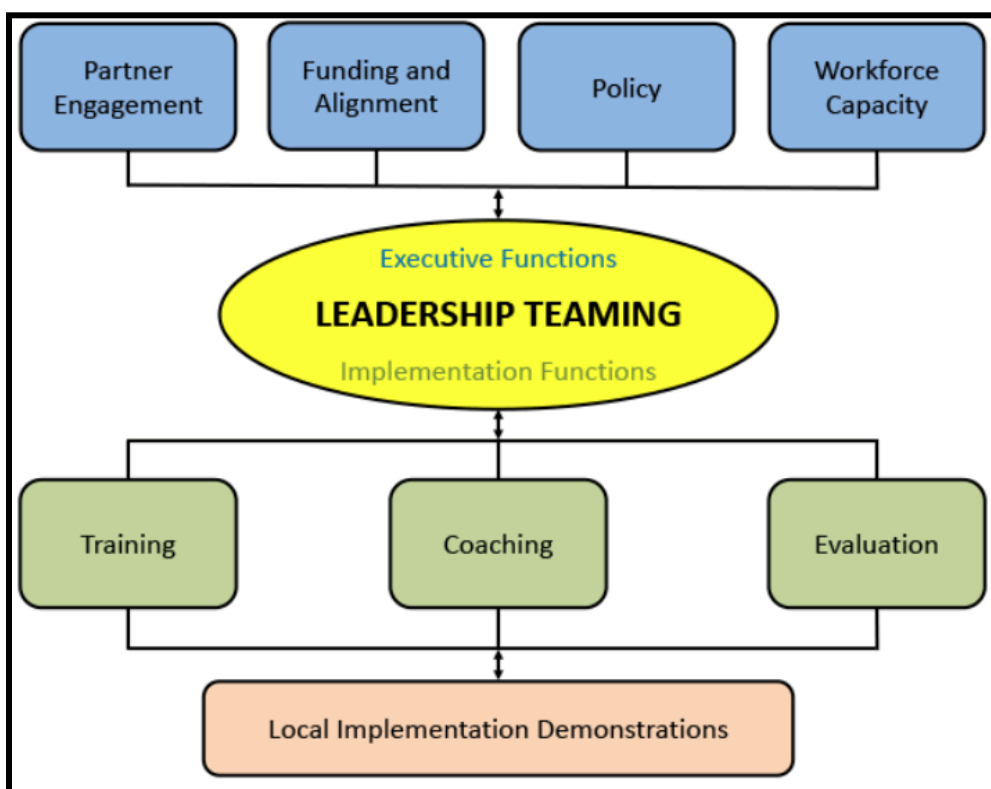 Partner
Engagement
Funding and
Alignment
Policy
Workforce
Capacity
Executive Functions
LEADERSHIP TEAMING
Implementation Functions
Training
Coaching
Evaluation
Local Implementation Demonstrations